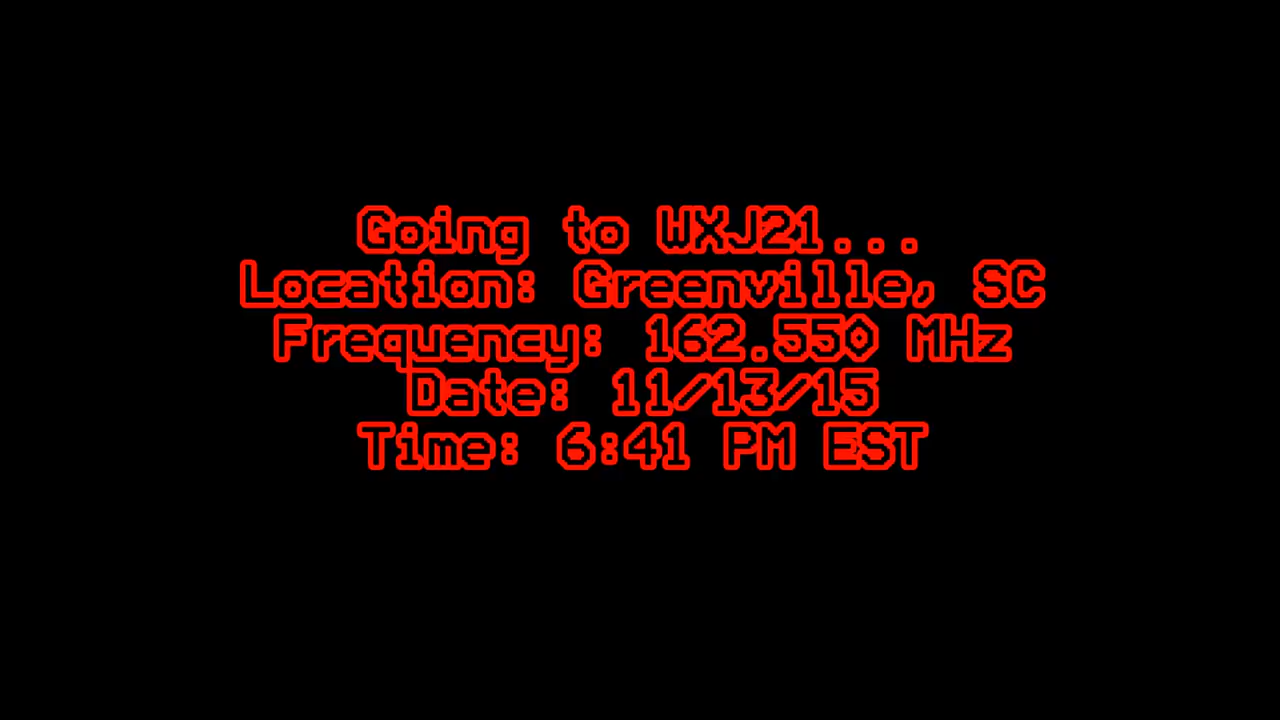 Going to WXJ21...
Location: Greenville, SC
Frequency: 162.550 MHz
Date: 11/13/15
Time: 6:41 PM EST